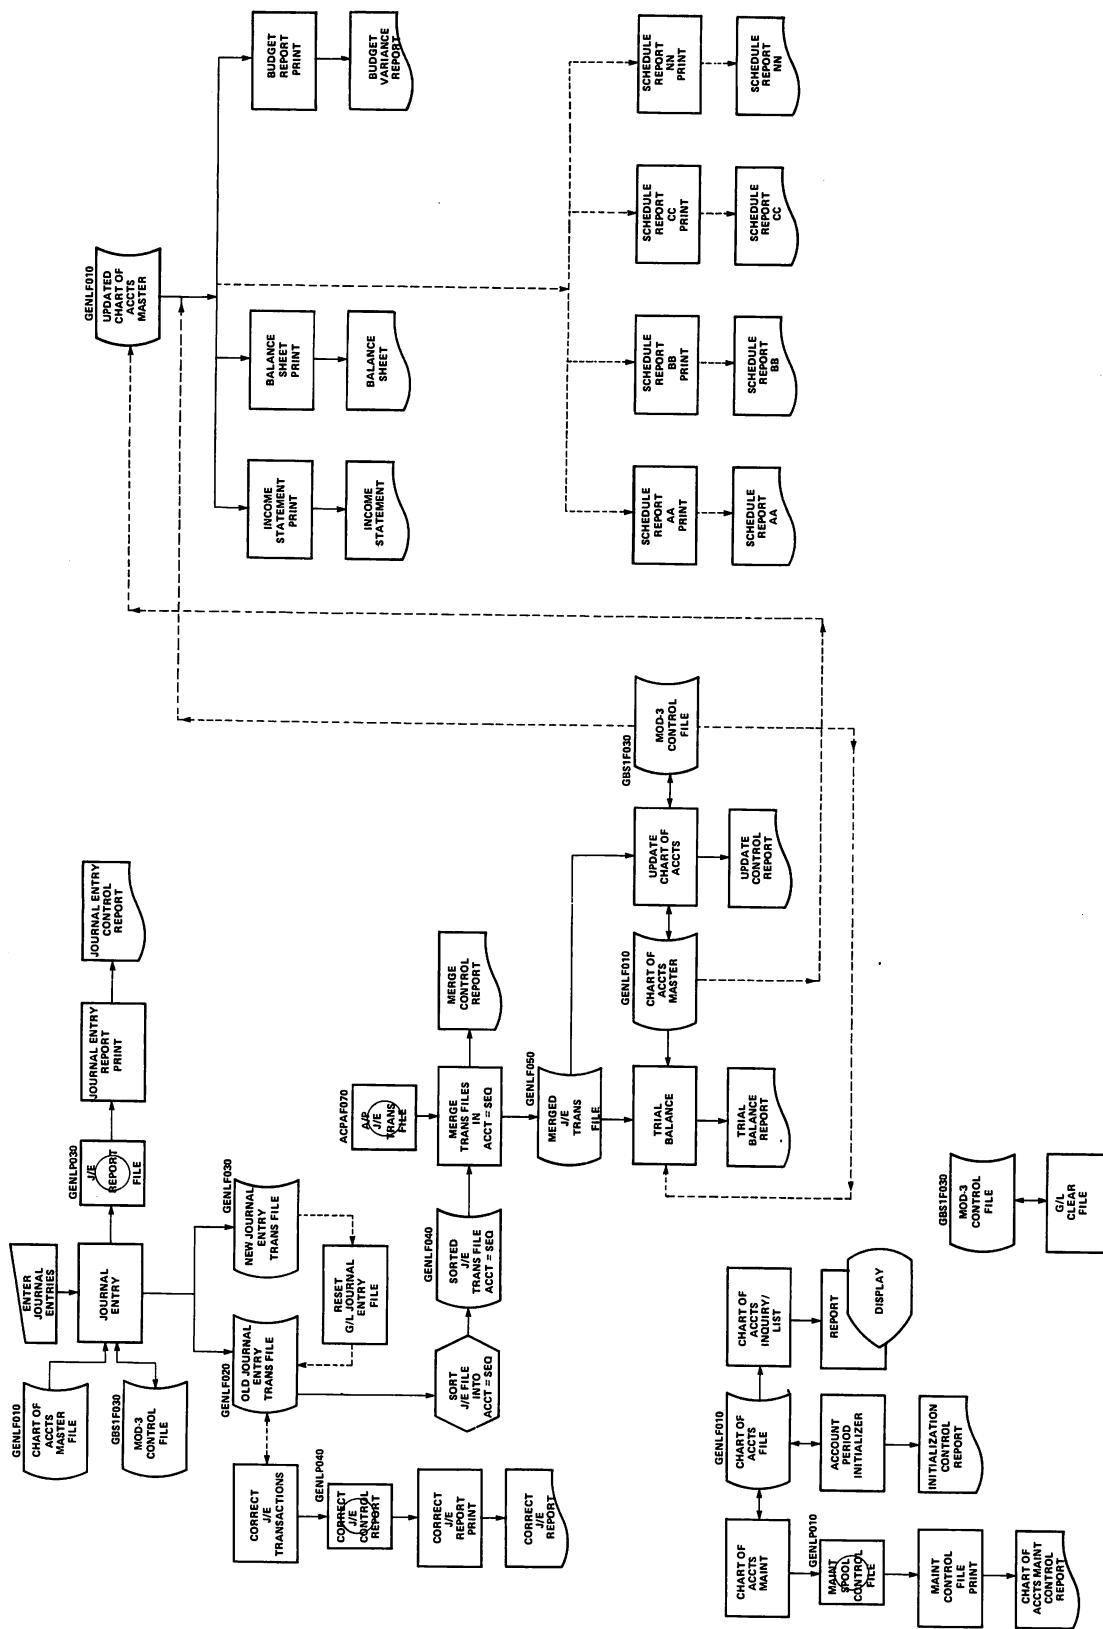 ENTER
JOURNAL
ENTRIES
GENLF010
CHART OF
ACCTS
MASTER
FILE
GBS1F030
MOD-3
CONTROL
FILE
JOURNAL
ENTRY
GENLP030
J/E
REPORT
FILE
JOURNAL ENTRY
REPORT
PRINT
JOURNAL ENTRY
CONTROL
REPORT
GENLF020
OLD JOURNAL
ENTRY
TRANS FILE
GENLF030
NEW JOURNAL
ENTRY
TRANS FILE
RESET
G/L JOURNAL
ENTRY
FILE
CORRECT
J/E
TRANSACTIONS
GENLP040
CORRECT
J/E
CONTROL
REPORT
CORRECT
J/E
REPORT
PRINT
CORRECT
J/E
REPORT
SORT
J/E FILE
INTO
ACCT = SEQ
GENLF040
SORTED
J/E
TRANS FILE
ACCT = SEQ
ACPAF070
A/P
J/E
TRANS
FILE
MERGE
TRANS FILES
IN
ACCT = SEQ
MERGE
CONTROL
REPORT
GENLF050
MERGED
J/E
TRANS
FILE
TRIAL
BALANCE
TRIAL
BALANCE
REPORT
GENLF010
CHART OF
ACCTS
MASTER
UPDATE
CHART OF
ACCTS
UPDATE
CONTROL
REPORT
GBS1F030
MOD-3
CONTROL
FILE
GENLF010
UPDATED
CHART OF
ACCTS
MASTER
INCOME
STATEMENT
PRINT
INCOME
STATEMENT
BALANCE
SHEET
PRINT
BALANCE
SHEET
BUDGET
REPORT
PRINT
BUDGET
VARIANCE
REPORT
SCHEDULE
REPORT
AA
PRINT
SCHEDULE
REPORT
AA
SCHEDULE
REPORT
BB
PRINT
SCHEDULE
REPORT
BB
SCHEDULE
REPORT
CC
PRINT
SCHEDULE
REPORT
CC
SCHEDULE
REPORT
NN
PRINT
SCHEDULE
REPORT
NN
CHART OF
ACCTS
MAINT
GENLP010
MAINT
SPOOL
CONTROL
FILE
MAINT
CONTROL
FILE
PRINT
CHART OF
ACCTS MAINT
CONTROL
REPORT
GENLF010
CHART OF
ACCTS
FILE
ACCOUNT
PERIOD
INITIALIZER
INITIALIZATION
CONTROL
REPORT
CHART OF
ACCTS
INQUIRY/
LIST
REPORT
DISPLAY
GBS1F030
MOD-3
CONTROL
FILE
G/L
CLEAR
FILE